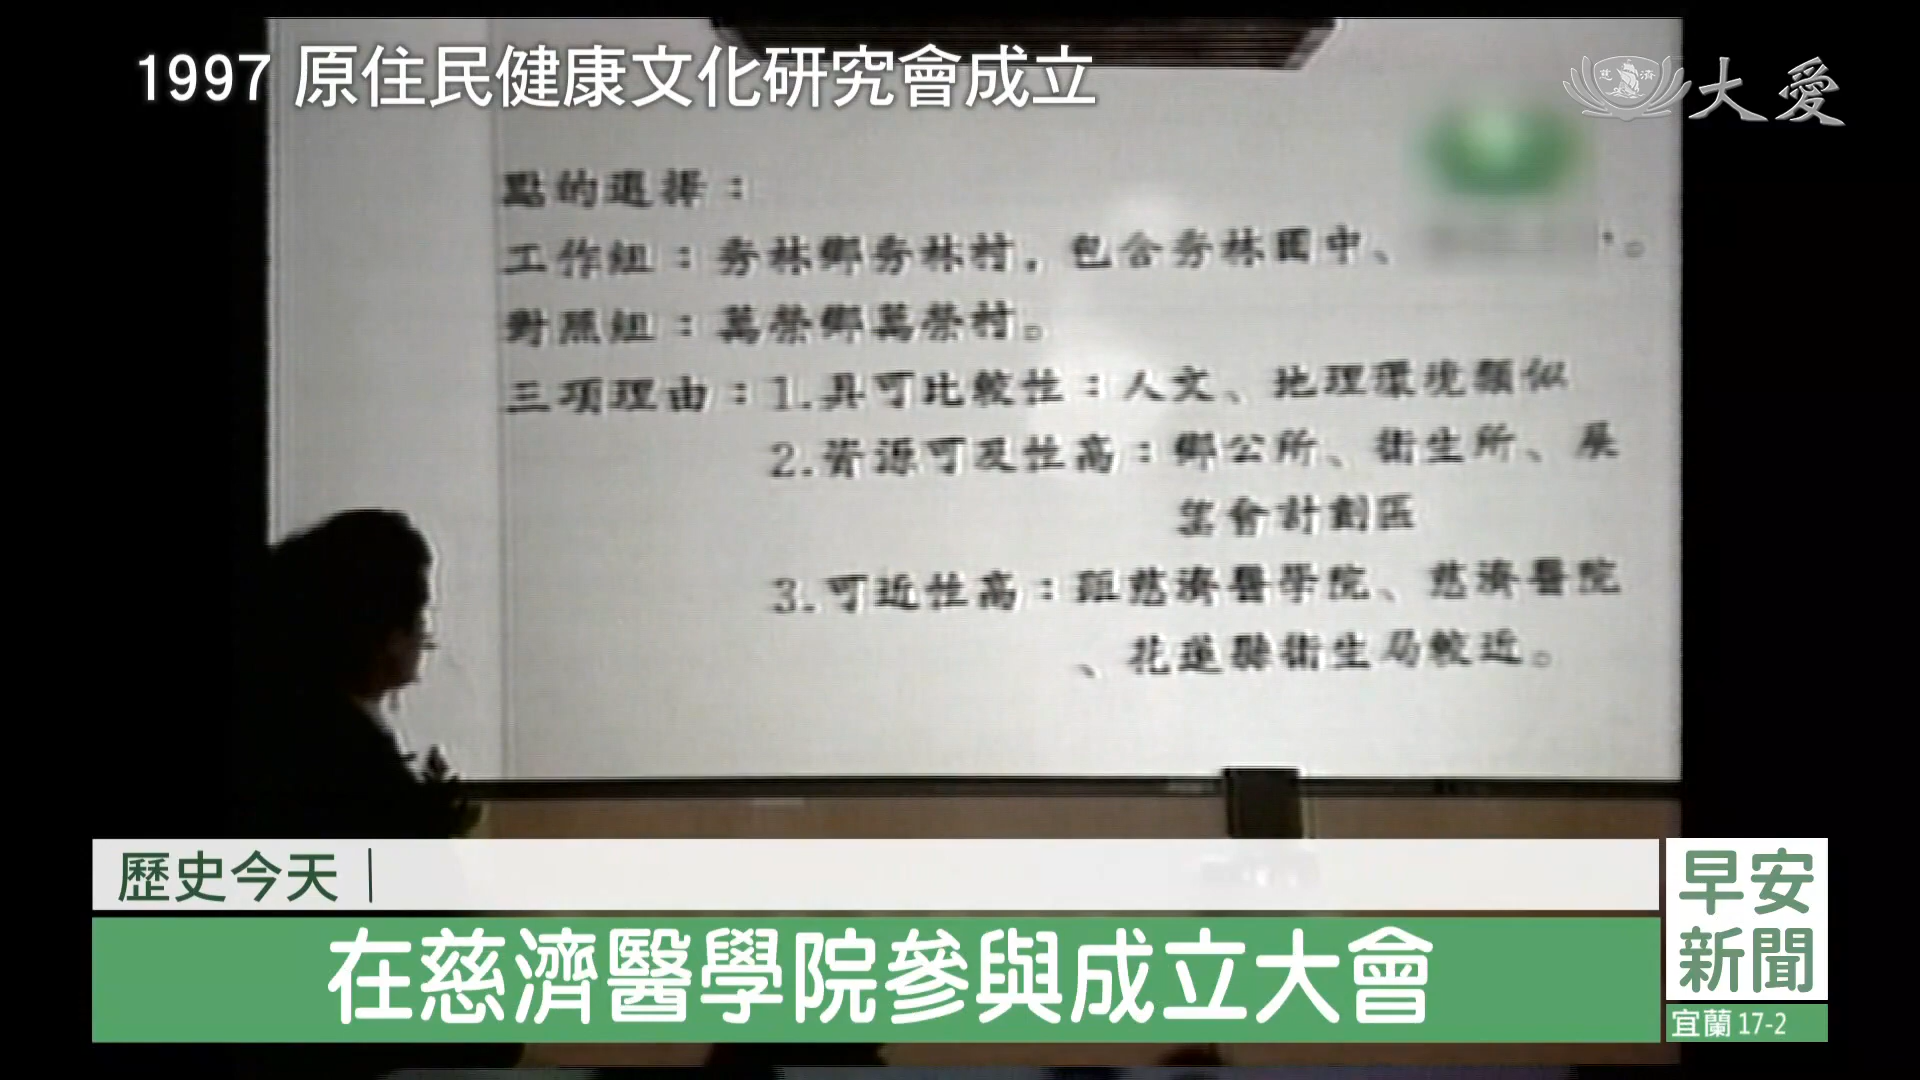 1997 原住民健康文化研究會成立
慈濟 大愛
點的選擇：
工作組：秀林鄉秀林村，包含秀林國中、
對照組：萬榮鄉萬榮村。
三項理由：1.具可比較性：人文、地理環境類似
2.資源可及性高：鄉公所、衛生所、展
望會計劃區
3.可近性高：距慈濟醫學院、慈濟醫院
、花蓮縣衛生局較近。
歷史今天
在慈濟醫學院參與成立大會
早安
新聞
宜蘭 17-2